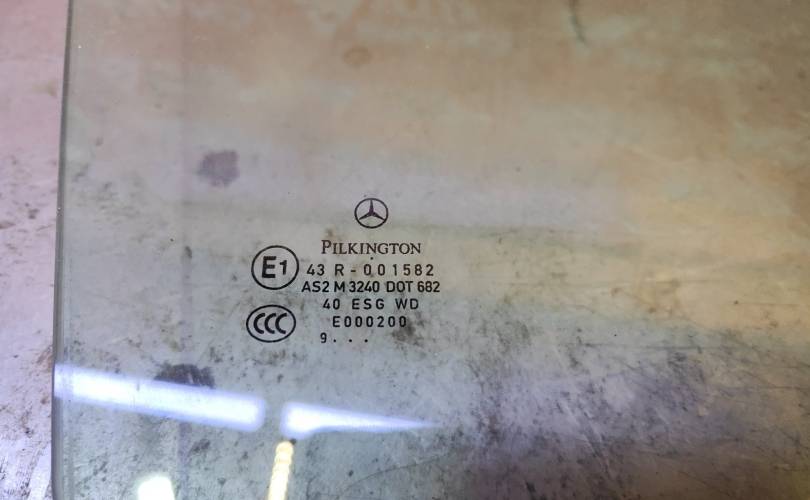 PILKINGTON
E1 43 R - 001582
AS2 M 3240 DOT 682
40 ESG WD
CCC E000200
9 . . .